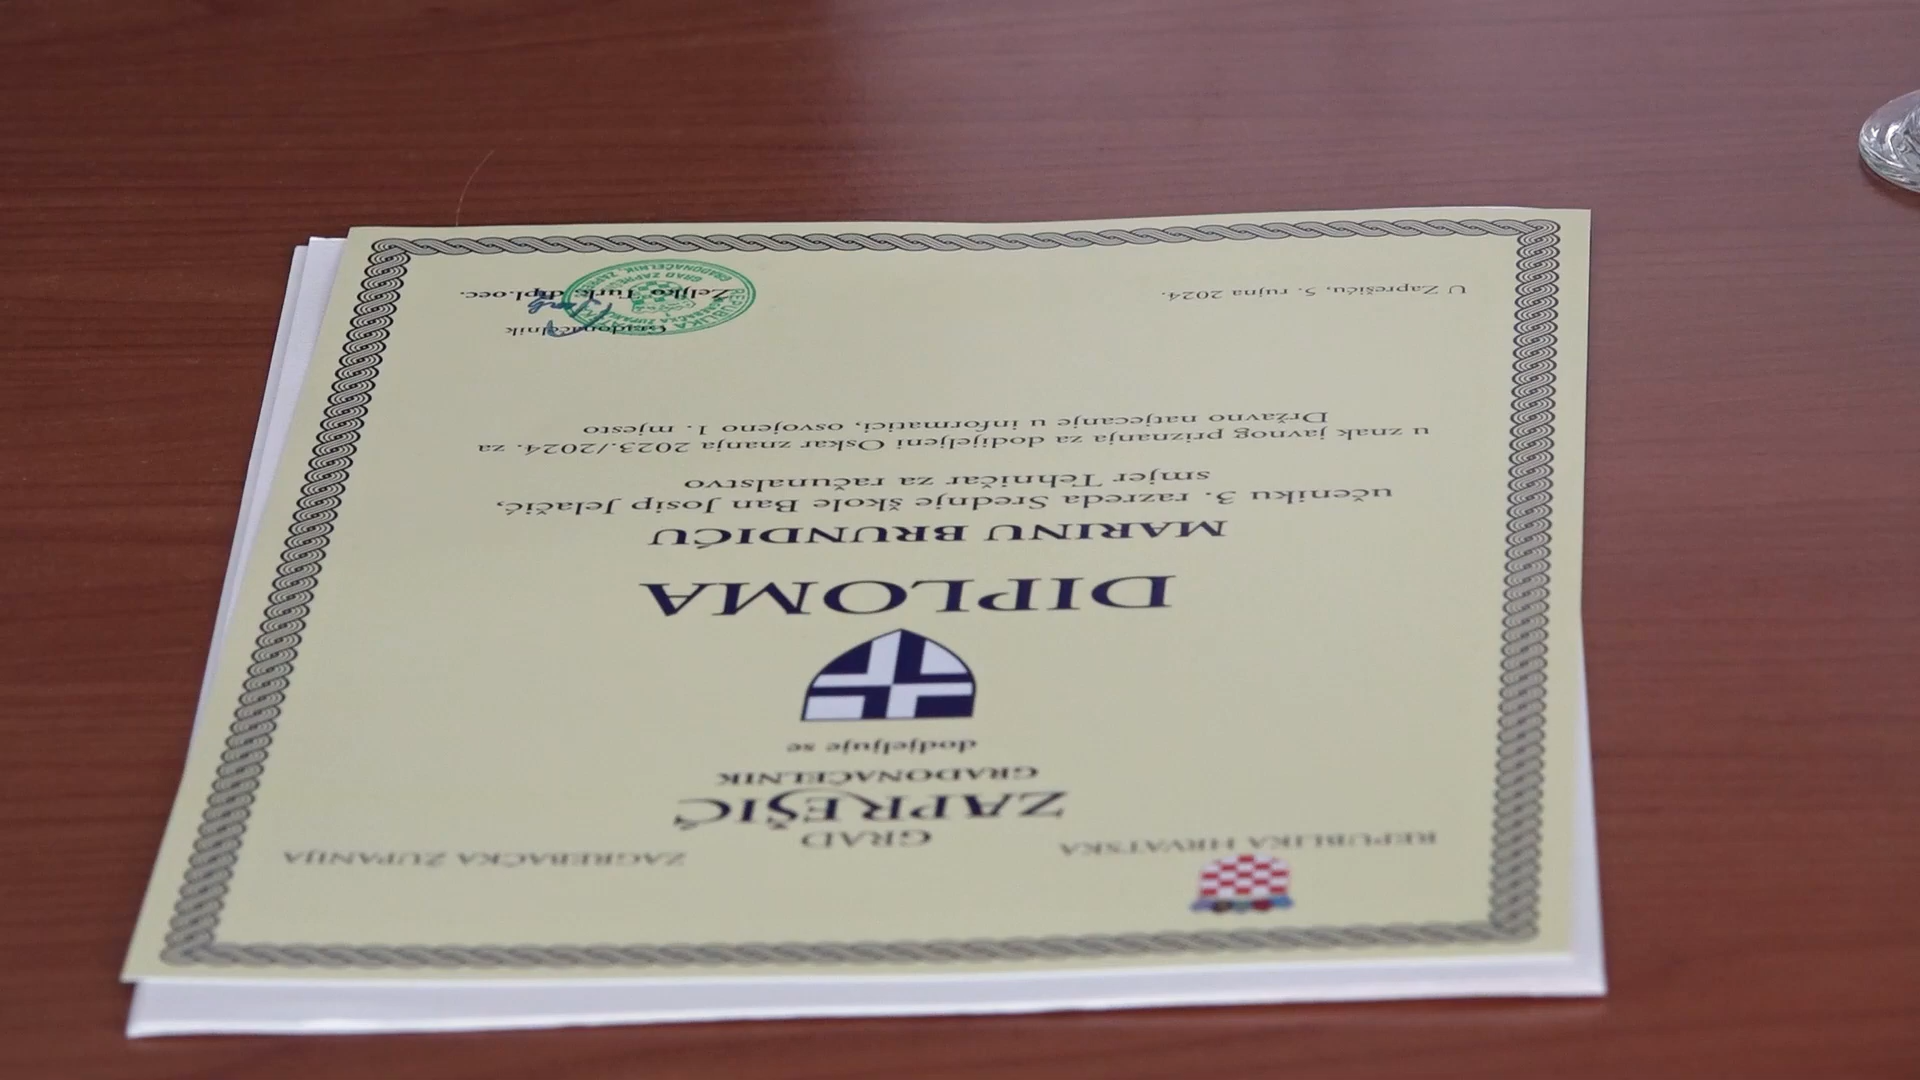 REPUBLIKA HRVATSKA
ZAGREBAČKA ŽUPANIJA
GRAD
ZAPREŠIĆ
GRADONAČELNIK
dodjeljuje se
DIPLOMA
MARINU BRUNDIĆU
učeniku 3. razreda Srednje škole Ban Josip Jelačić,
smjer Tehničar za računalstvo
u znak javnog priznanja za dodijeljeni Oskar znanja 2023./2024. za
Državno natjecanje u informatici, osvojeno 1. mjesto
Gradonačelnik
U Zaprešiću, 5. rujna 2024.
Željko Turk, dipl.oec.